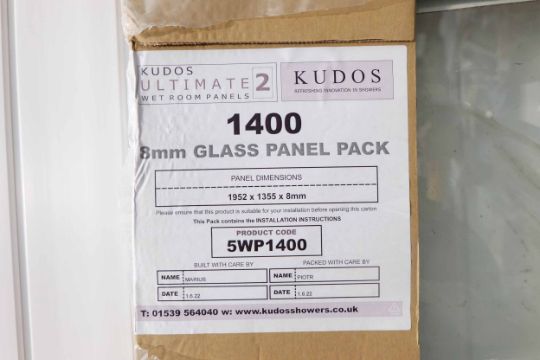 KUDOS
ULTIMATE 2
WET ROOM PANELS
KUDOS
REFRESHING INNOVATION IN SHOWERS
1400
8mm GLASS PANEL PACK
PANEL DIMENSIONS
1952 x 1355 x 8mm
Please ensure that this product is suitable for your installation before opening this carton
This Pack contains the INSTALLATION INSTRUCTIONS
PRODUCT CODE
5WP1400
BUILT WITH CARE BY PACKED WITH CARE BY
NAME MARIUS NAME PIOTR
DATE 1.6.22 DATE 1.6.22
T: 01539 564040 w: www.kudosshowers.co.uk